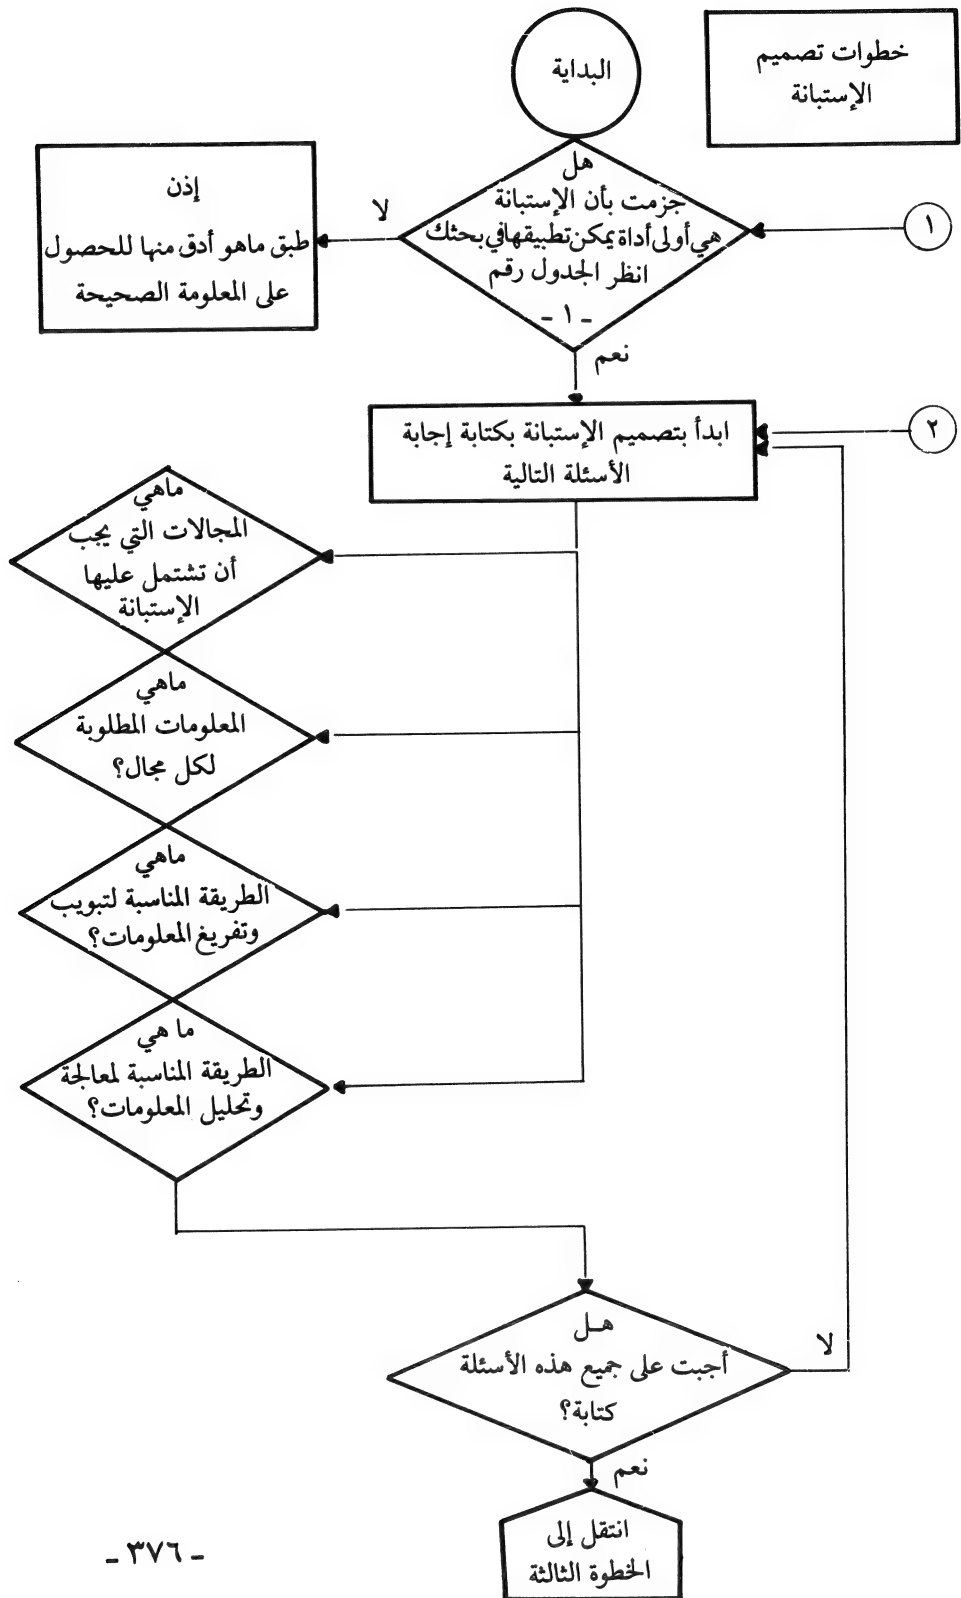 خطوات تصميم
الإستبانة
البداية
هل
جزمت بأن الإستبانة
هي أولى أداة يمكن تطبيقها في بحثك
انظر الجدول رقم
- ١ -
١
لا
إذن
طبق ماهو أدق منها للحصول
على المعلومة الصحيحة
نعم
ابدأ بتصميم الإستبانة بكتابة إجابة
الأسئلة التالية
٢
ماهي
المجالات التي يجب
أن تشتمل عليها
الإستبانة
ماهي
المعلومات المطلوبة
لكل مجال؟
ماهي
الطريقة المناسبة لتبويب
وتفريغ المعلومات؟
ما هي
الطريقة المناسبة لمعالجة
وتحليل المعلومات؟
هـل
أجبت على جميع هذه الأسئلة
كتابة؟
لا
نعم
انتقل إلى
الخطوة الثالثة
- ٣٧٦ -